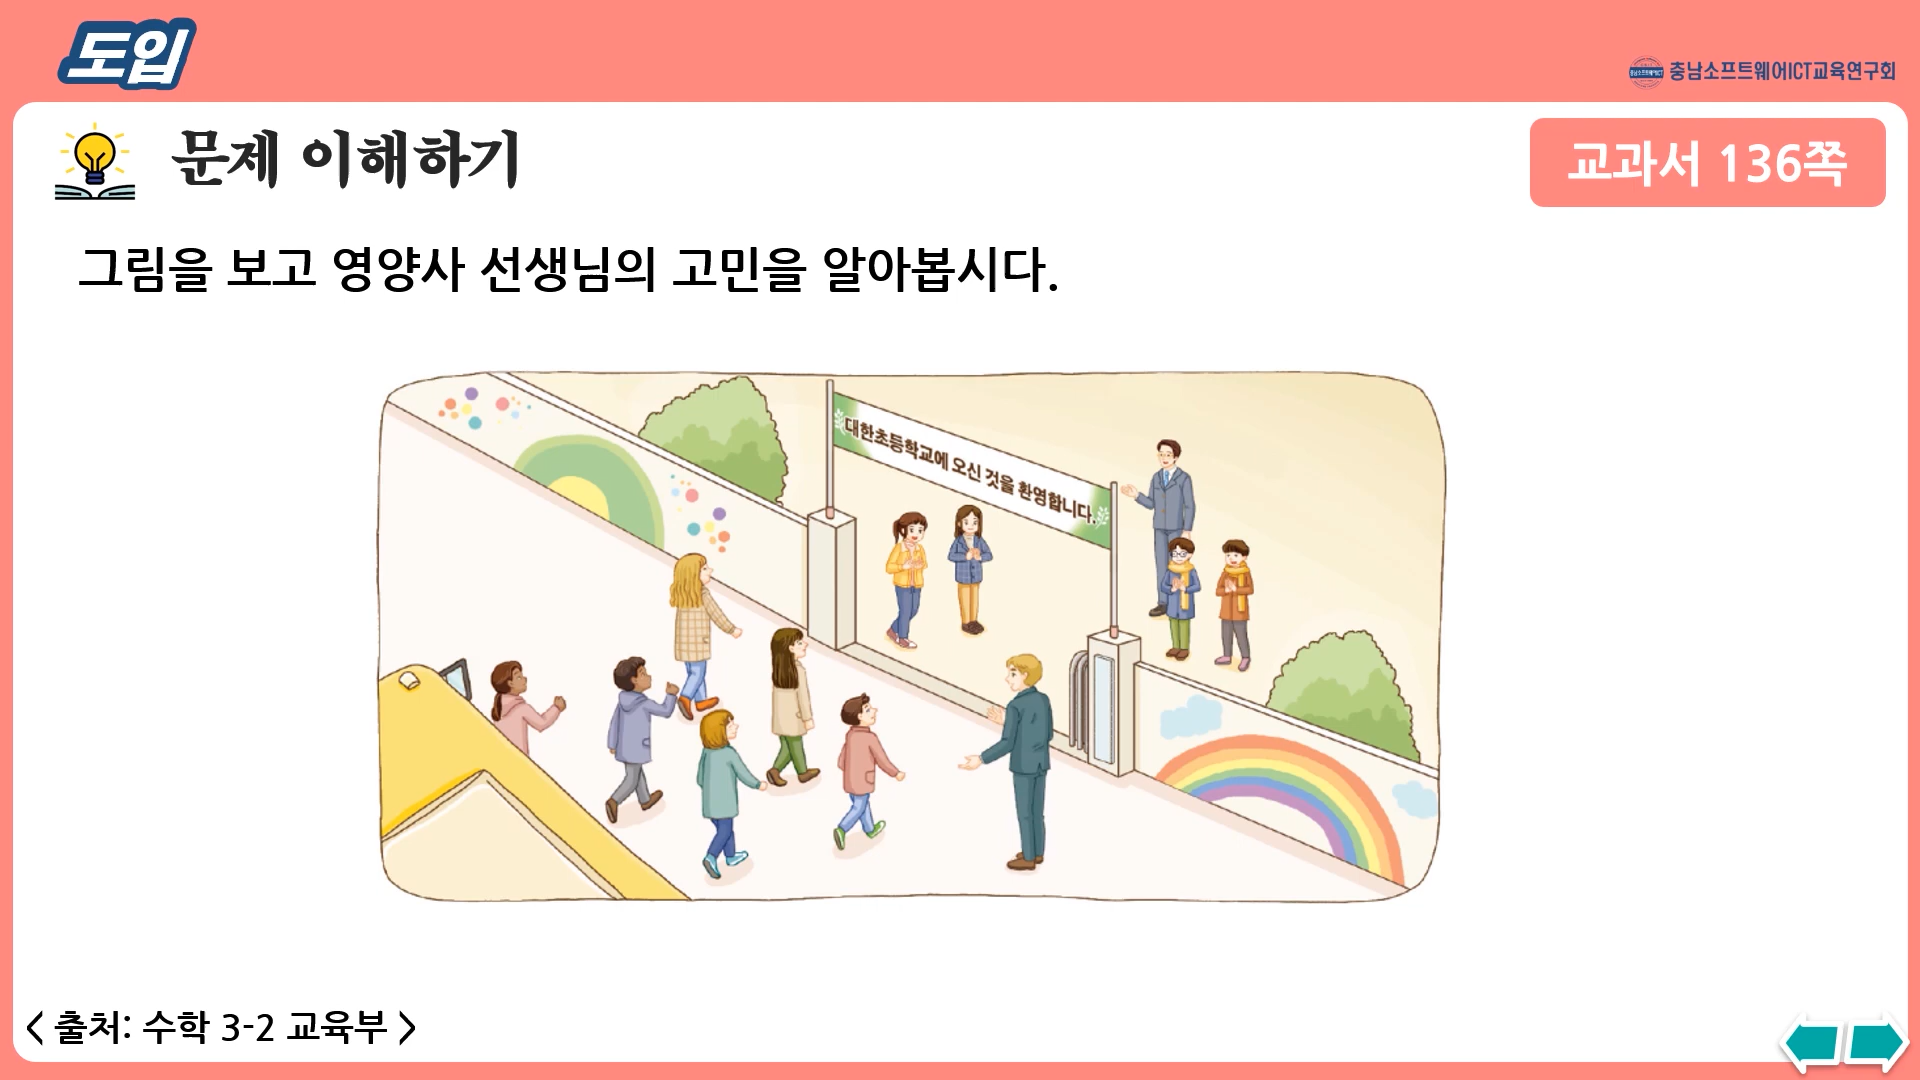 도입
충남소프트웨어ICT교육연구회
문제 이해하기
교과서 136쪽
그림을 보고 영양사 선생님의 고민을 알아봅시다.
대한초등학교에 오신 것을 환영합니다.
< 출처: 수학 3-2 교육부 >